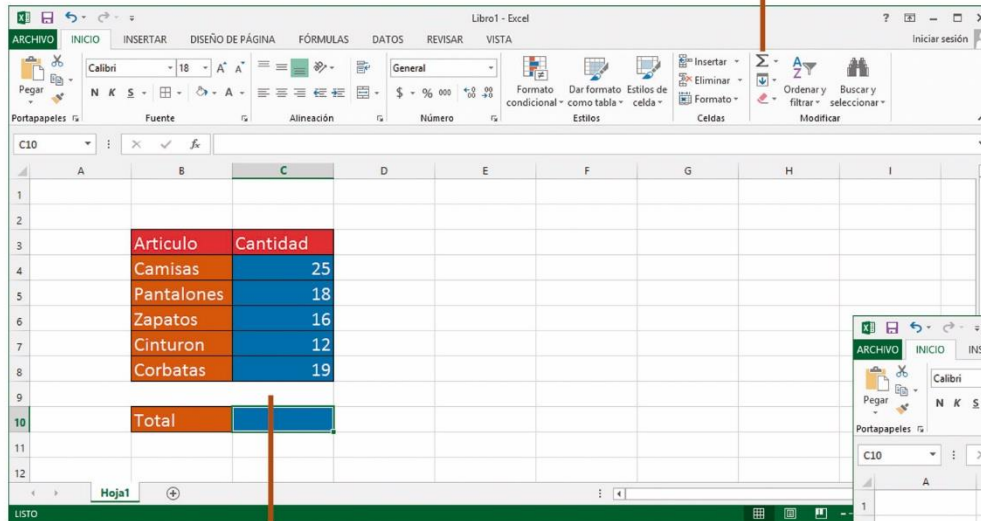 Libro1 - Excel
ARCHIVO INICIO INSERTAR DISEÑO DE PÁGINA FÓRMULAS DATOS REVISAR VISTA Iniciar sesión
Calibri 18 General Insertar
Pegar Eliminar
N K S $ % 000 Formato condicional Dar formato como tabla Estilos de celda Formato Ordenar y filtrar Buscar y seleccionar
Portapapeles Fuente Alineación Número Estilos Celdas Modificar
C10 fx
A B C D E F G H I
1
2
3 Articulo Cantidad
4 Camisas 25
5 Pantalones 18
6 Zapatos 16
7 Cinturon 12
8 Corbatas 19
9
10 Total
11
12
Hoja1
LISTO
ARCHIVO INICIO INS
Calibri
Pegar
N K S
Portapapeles
C10
A
1